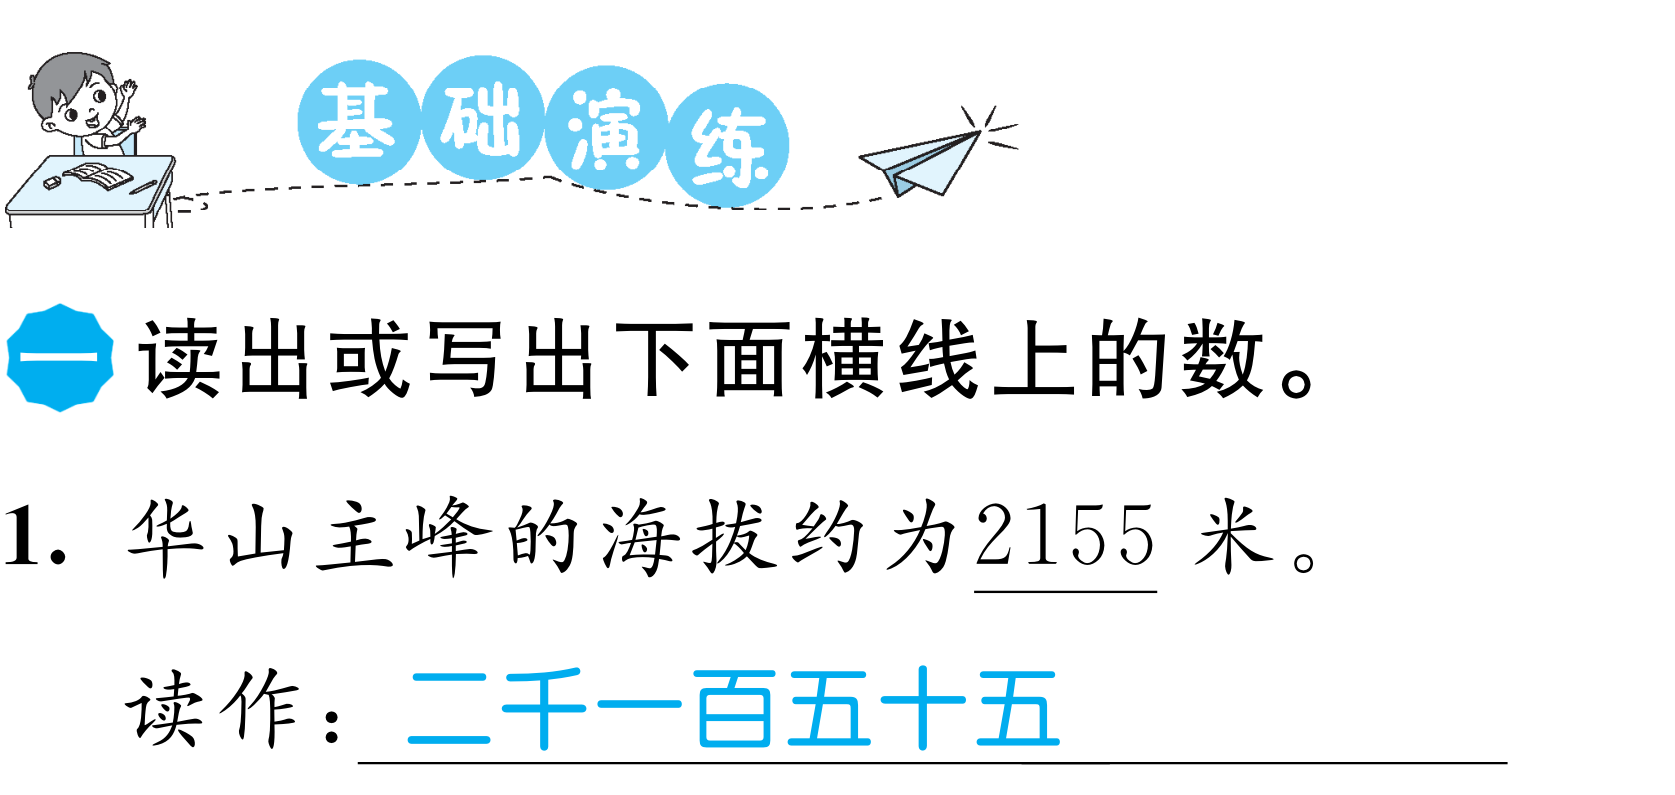 基础演练
一 读出或写出下面横线上的数。
1. 华山主峰的海拔约为2155 米。
读作：二千一百五十五